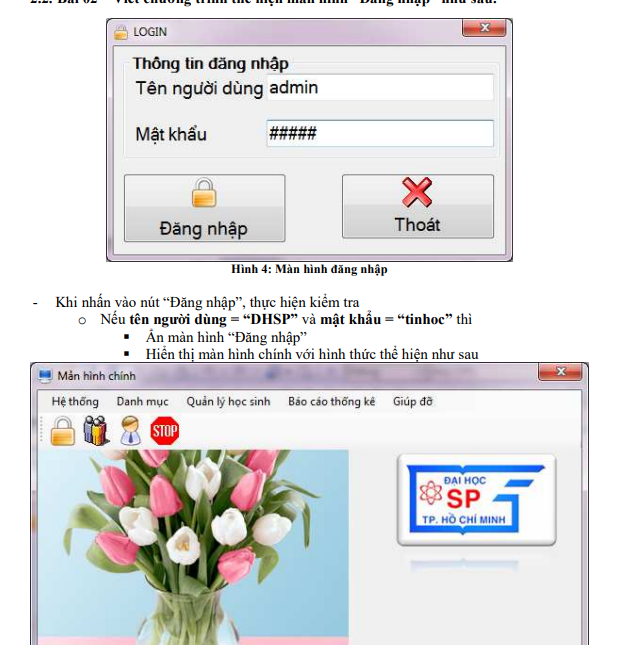 2.2. Bài 02 – Viết chương trình thể hiện màn hình "Đăng nhập" như sau:
LOGIN
Thông tin đăng nhập
Tên người dùng admin
Mật khẩu #####
Đăng nhập Thoát
Hình 4: Màn hình đăng nhập
- Khi nhấn vào nút “Đăng nhập”, thực hiện kiểm tra
o Nếu tên người dùng = “DHSP” và mật khẩu = “tinhoc” thì
▪ Ẩn màn hình “Đăng nhập”
▪ Hiển thị màn hình chính với hình thức thể hiện như sau
Màn hình chính
Hệ thống Danh mục Quản lý học sinh Báo cáo thống kê Giúp đỡ
STOP
ĐẠI HỌC
SP
TP. HỒ CHÍ MINH